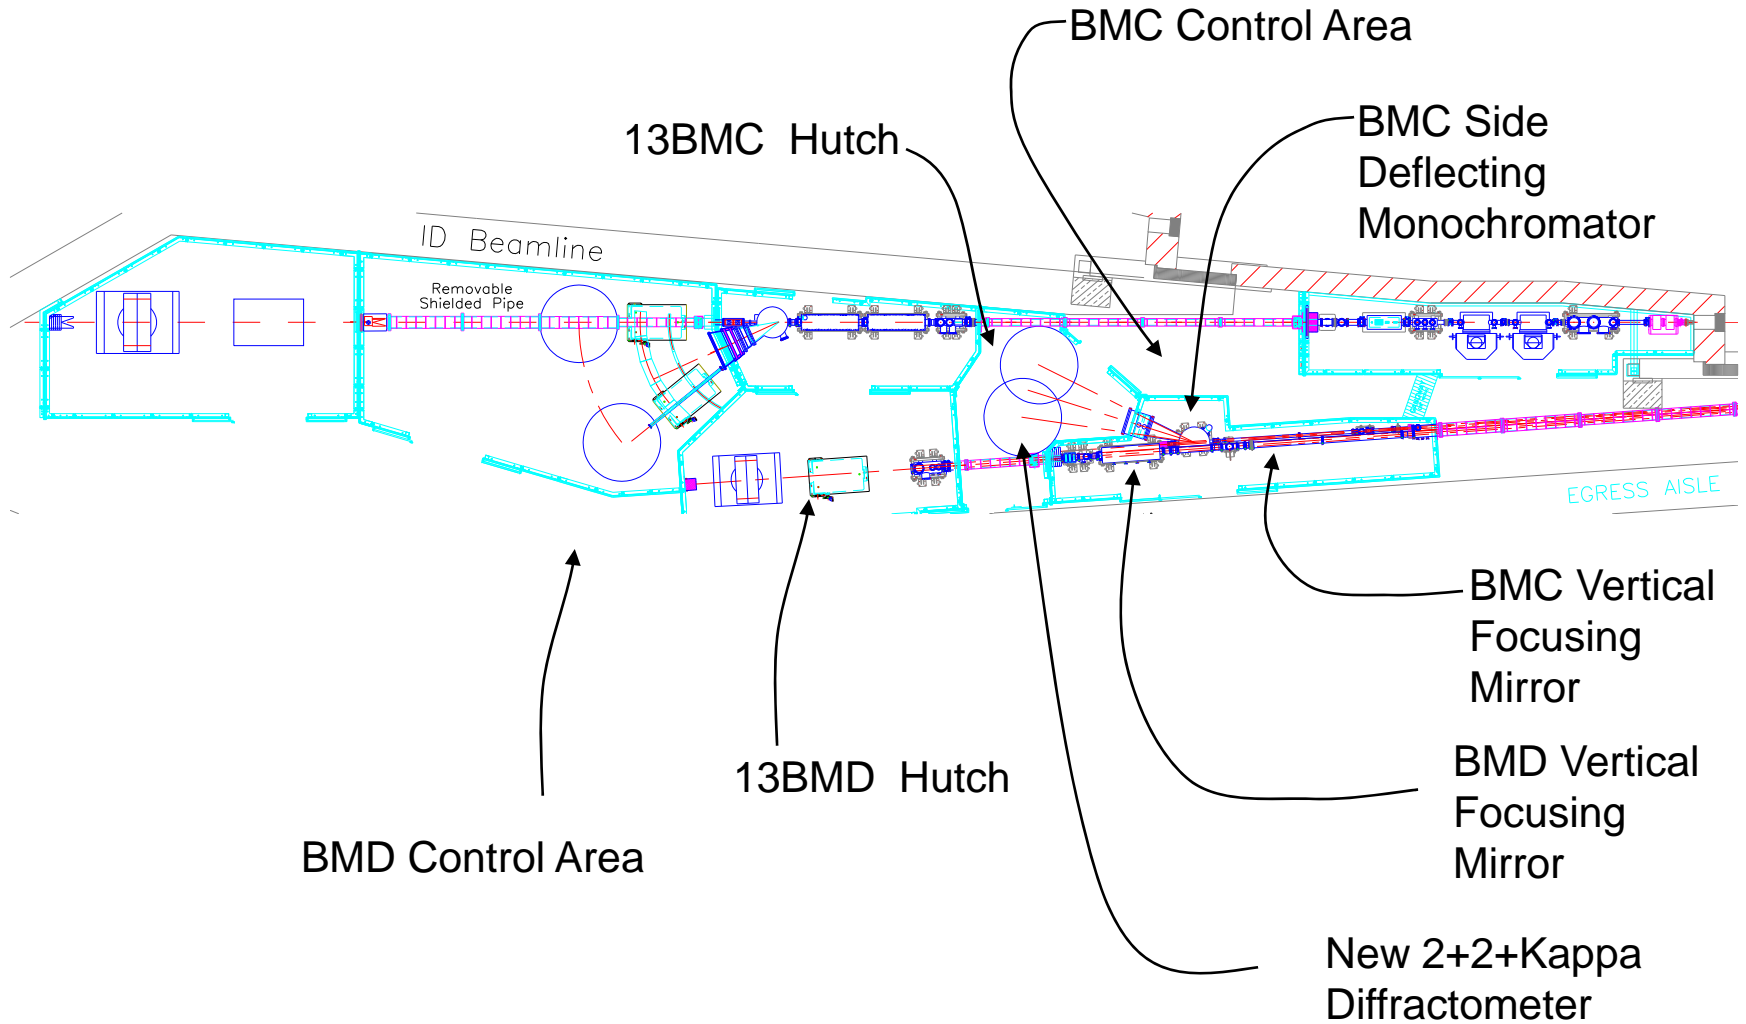 BMC Control Area
13BMC Hutch
BMC Side
Deflecting
Monochromator
ID Beamline
Removable
Shielded Pipe
EGRESS AISLE
BMC Vertical
Focusing
Mirror
13BMD Hutch
BMD Vertical
Focusing
Mirror
BMD Control Area
New 2+2+Kappa
Diffractometer